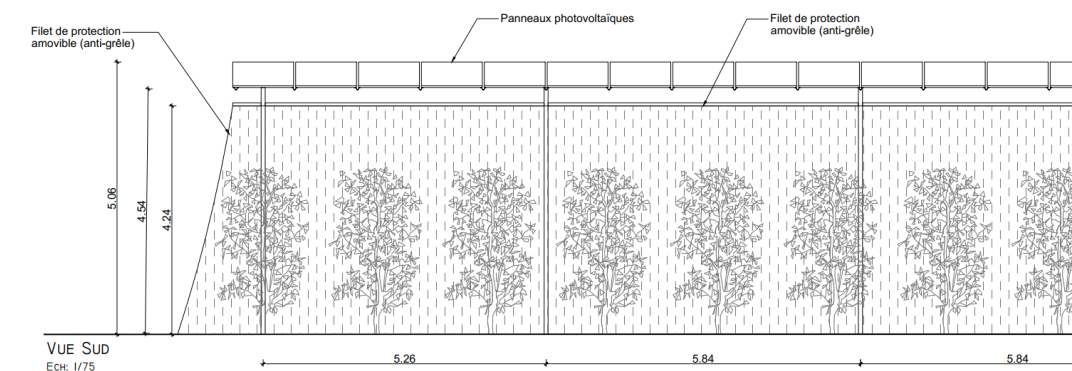 Panneaux photovoltaïques
Filet de protection
amovible (anti-grêle)
Filet de protection
amovible (anti-grêle)
5.06
4.54
4.24
VUE SUD
ECH: 1/75
5.26
5.84
5.84